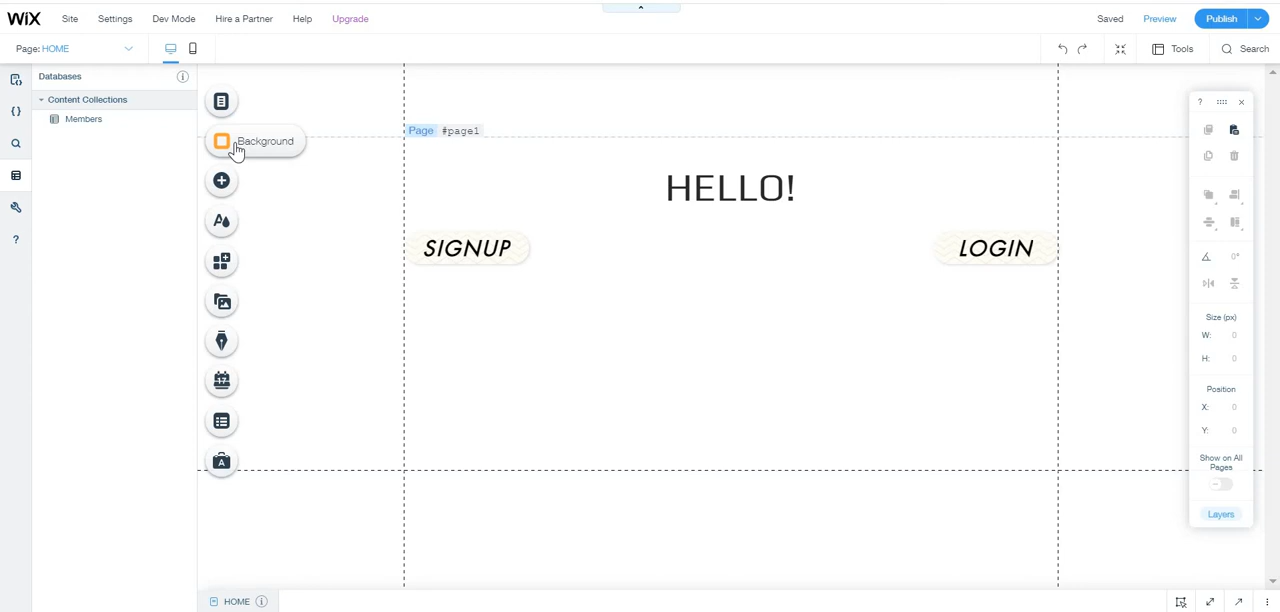 WiX Site Settings Dev Mode Hire a Partner Help Upgrade Saved Preview Publish
Page: HOME Tools Search
Databases
Content Collections
Members
Background
Page #page1
HELLO!
SIGNUP LOGIN
0°
Size (px)
W: 0
H: 0
Position
X: 0
Y: 0
Show on All
Pages
Layers
HOME